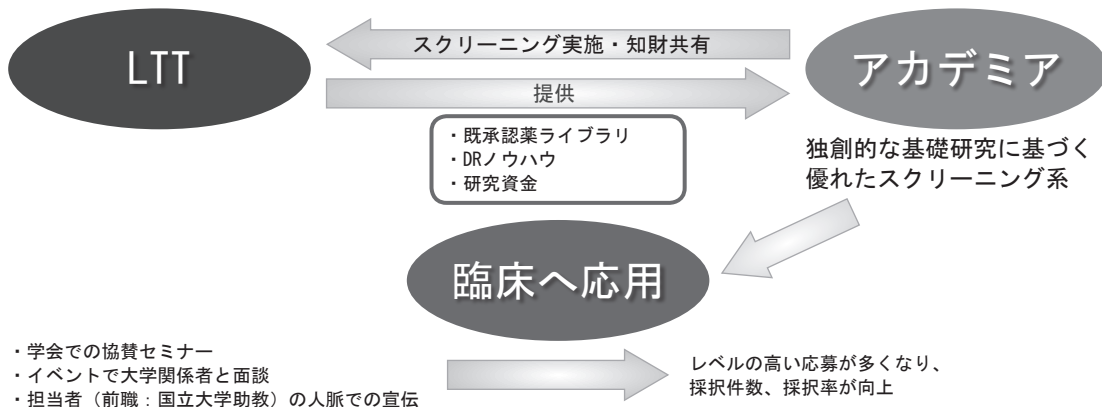 LTT
スクリーニング実施・知財共有
アカデミア
提供
・既承認薬ライブラリ
・DRノウハウ
・研究資金
独創的な基礎研究に基づく
優れたスクリーニング系
臨床へ応用
・学会での協賛セミナー
・イベントで大学関係者と面談
・担当者（前職：国立大学助教）の人脈での宣伝
レベルの高い応募が多くなり、
採択件数、採択率が向上